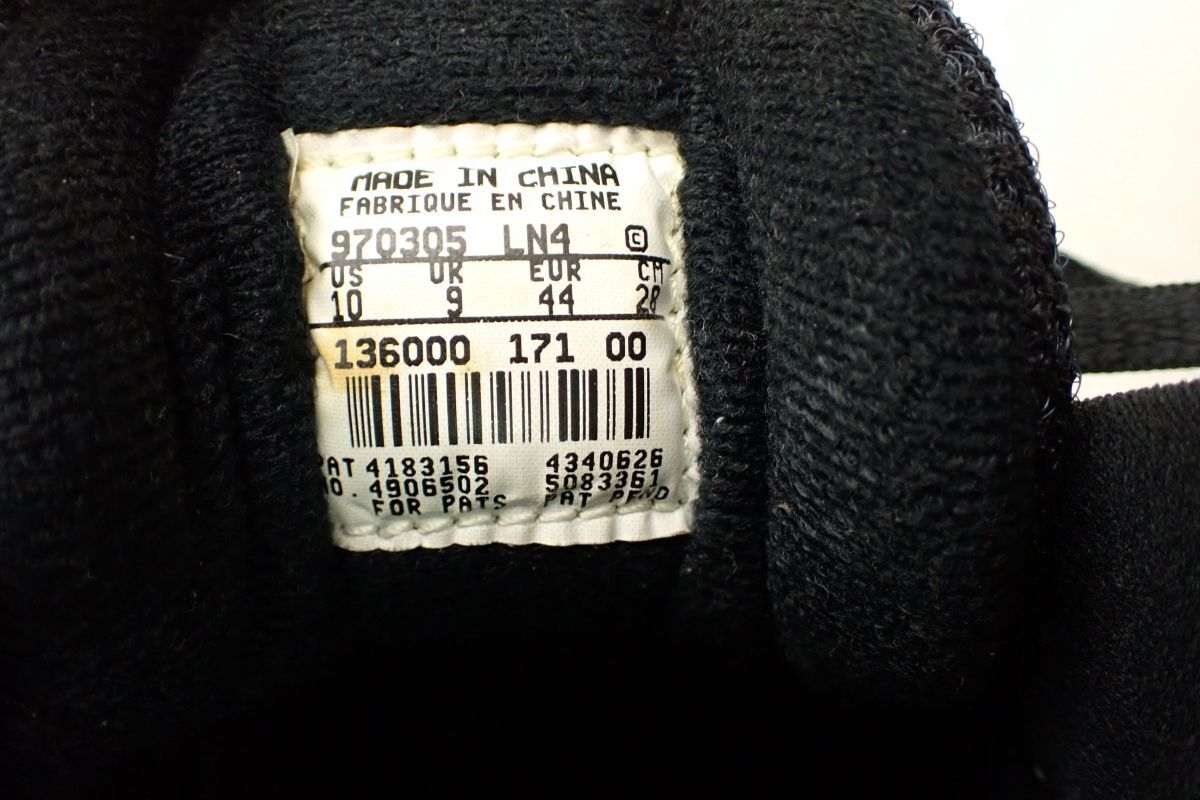 MADE IN CHINA
FABRIQUE EN CHINE
970305 LN4 ©
US UK EUR CM
10 9 44 28
136000 171 00
PAT 4183156 4340626
NO. 4906502 5083361
FOR PATS PAT PEND